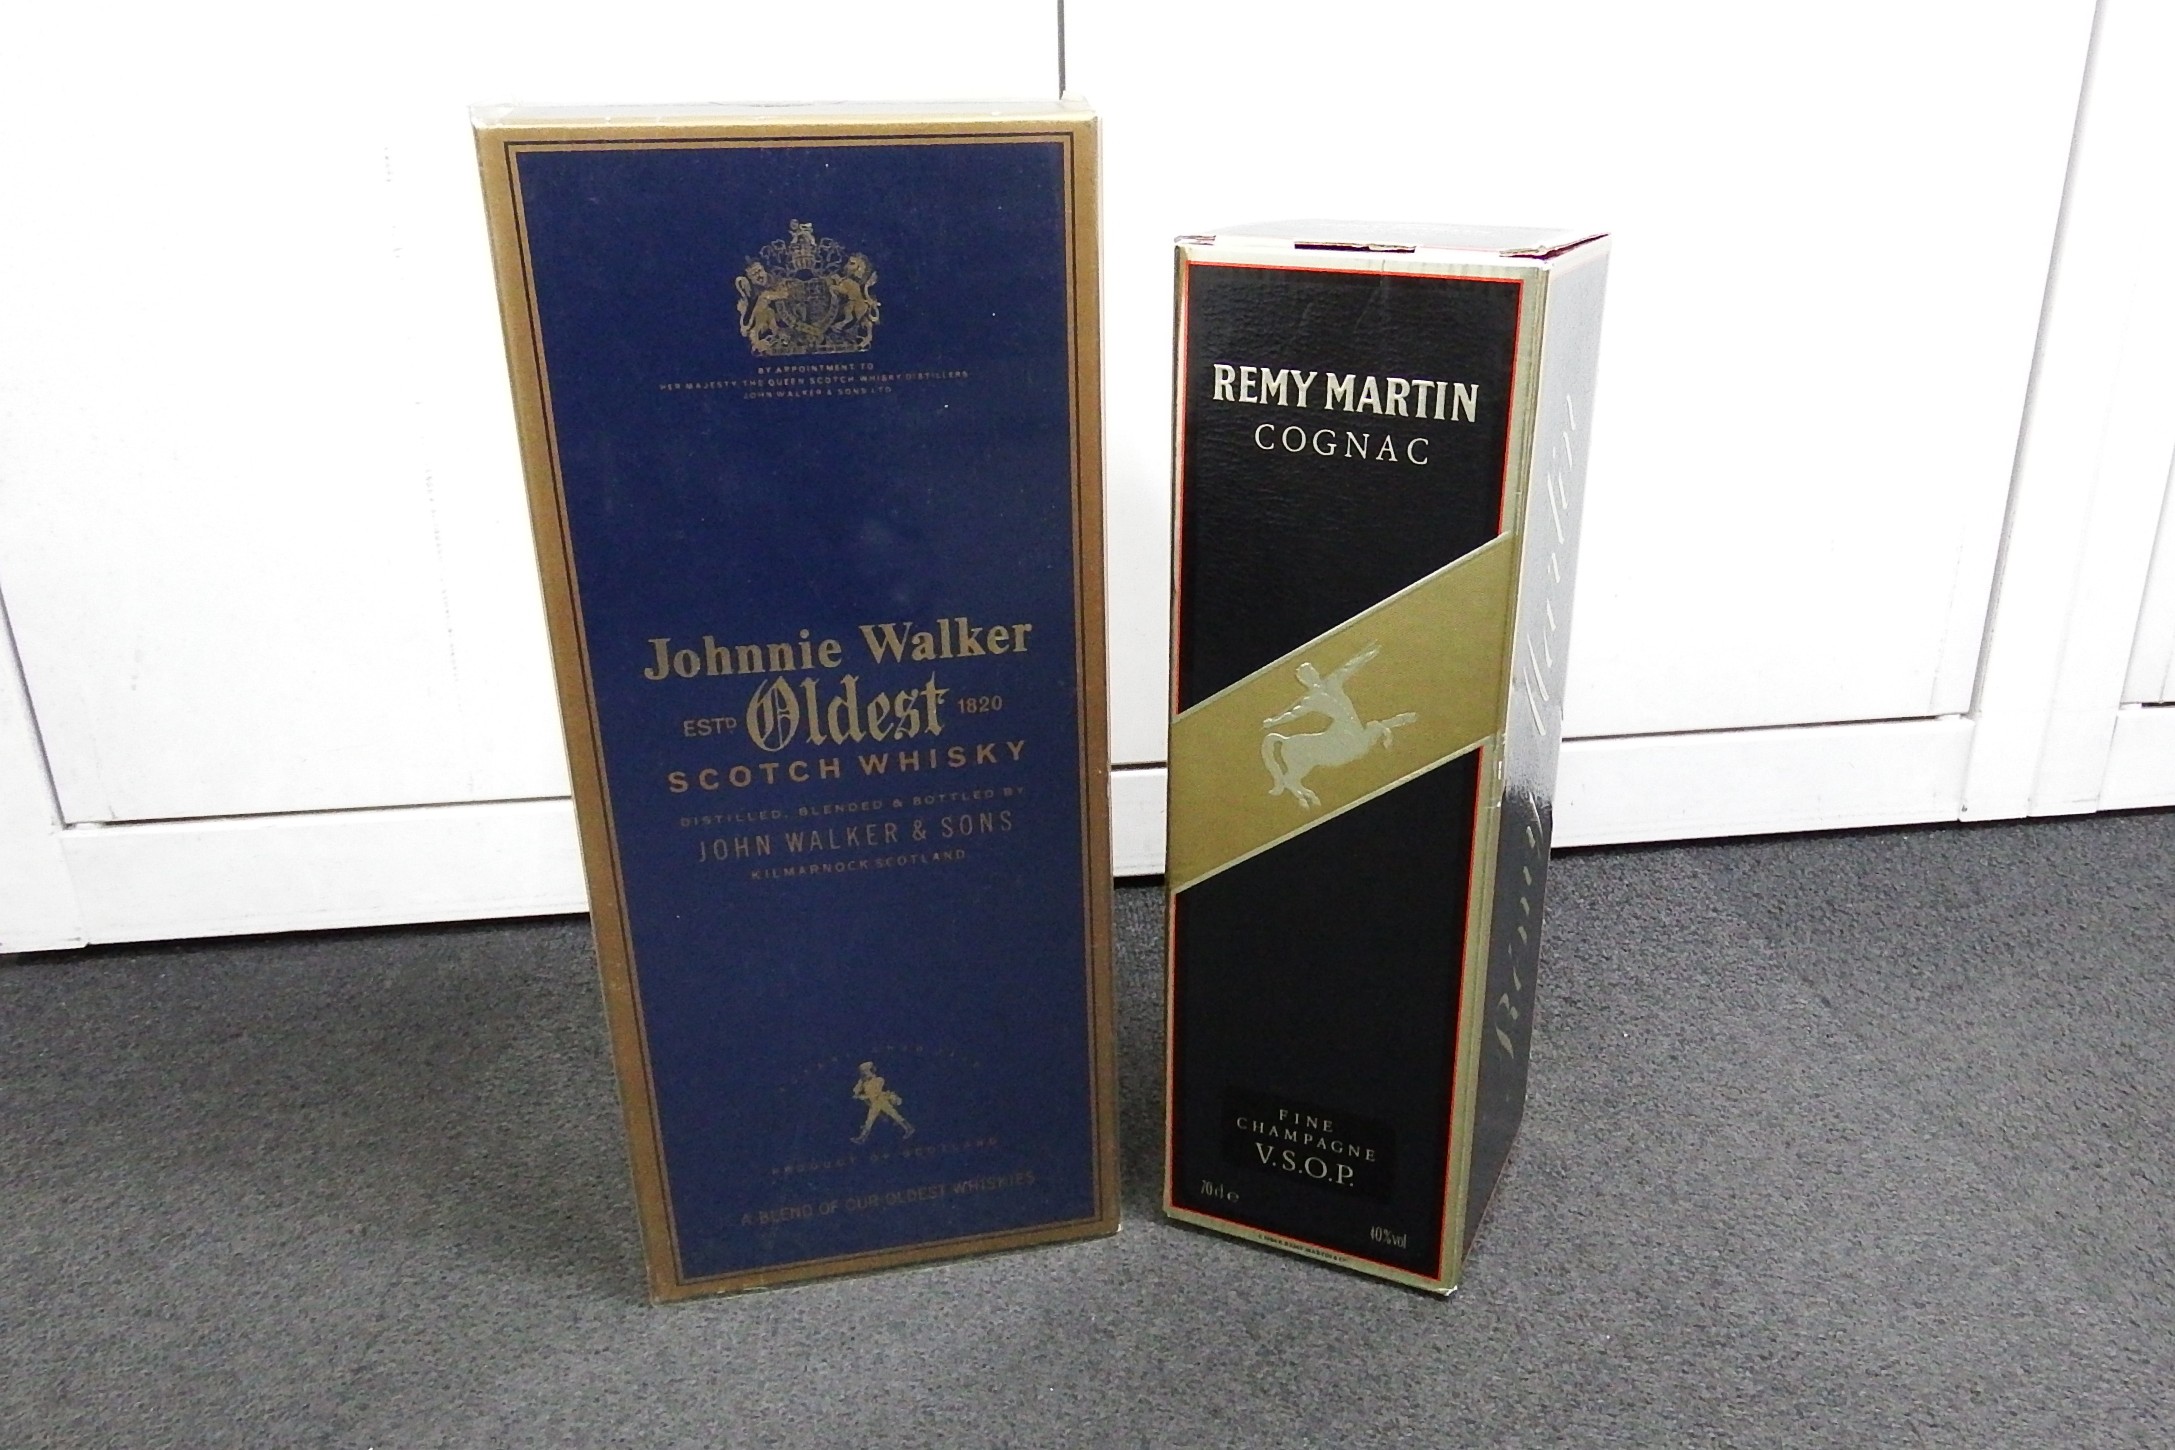 BY APPOINTMENT TO
HER MAJESTY THE QUEEN SCOTCH WHISKY DISTILLERS
JOHN WALKER & SONS LTD
Johnnie Walker
ESTD Oldest 1820
SCOTCH WHISKY
DISTILLED, BLENDED & BOTTLED BY
JOHN WALKER & SONS
KILMARNOCK SCOTLAND
PRODUCT OF SCOTLAND
A BLEND OF OUR OLDEST WHISKIES
REMY MARTIN
COGNAC
FINE
CHAMPAGNE
V.S.O.P.
70cl e
40%vol
Rémy Martin